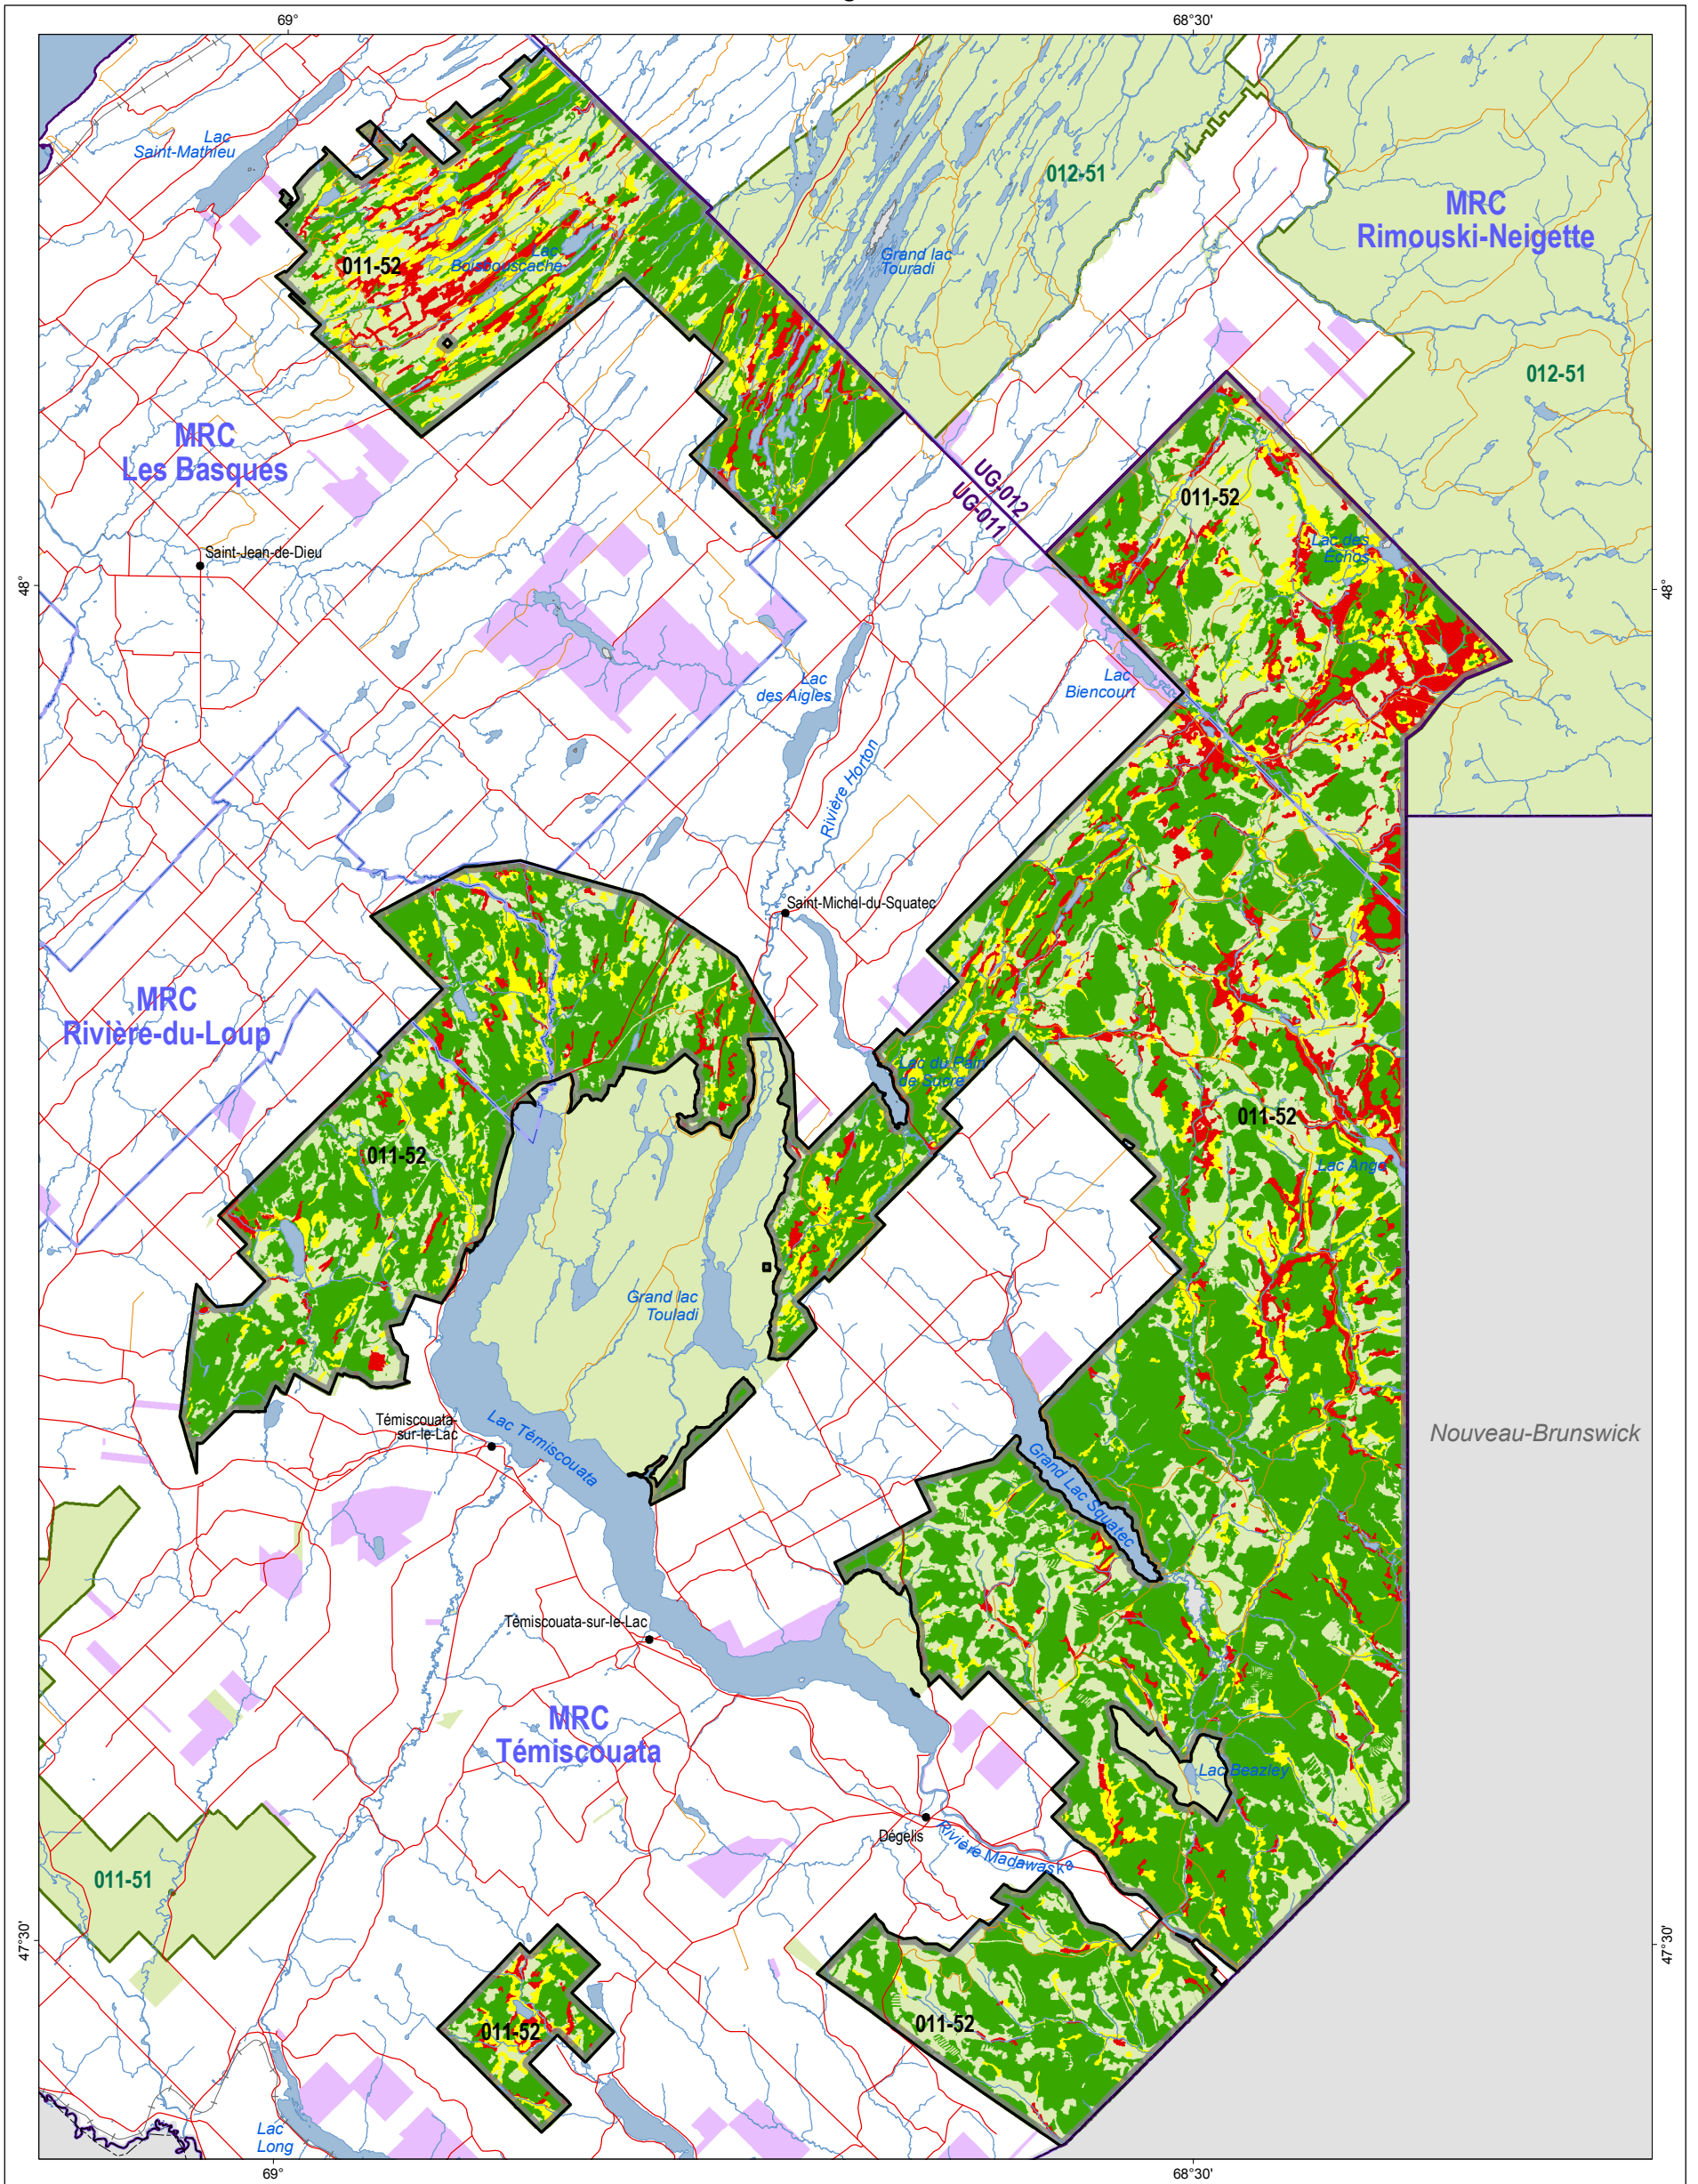 69°
68°30'
Lac
Saint-Mathieu
012-51
MRC
Rimouski-Neigette
Grand lac
Touradi
011-52
Lac
Boisbouscache
012-51
MRC
Les Basques
UG-012
UG-011
011-52
Lac des
Échos
Saint-Jean-de-Dieu
48°
48°
Lac
des Aigles
Lac
Biencourt
Rivière Horton
Saint-Michel-du-Squatec
MRC
Rivière-du-Loup
Lac du Pain
de Sucre
011-52
011-52
Lac Ango
Grand lac
Touladi
Témiscouata-
sur-le-Lac
Lac Témiscouata
Grand Lac Squatec
Nouveau-Brunswick
Témiscouata-sur-le-Lac
MRC
Témiscouata
Lac Beazley
Dégelis
Rivière Madawaska
011-51
47°30'
47°30'
011-52
011-52
Lac
Long
69°
68°30'